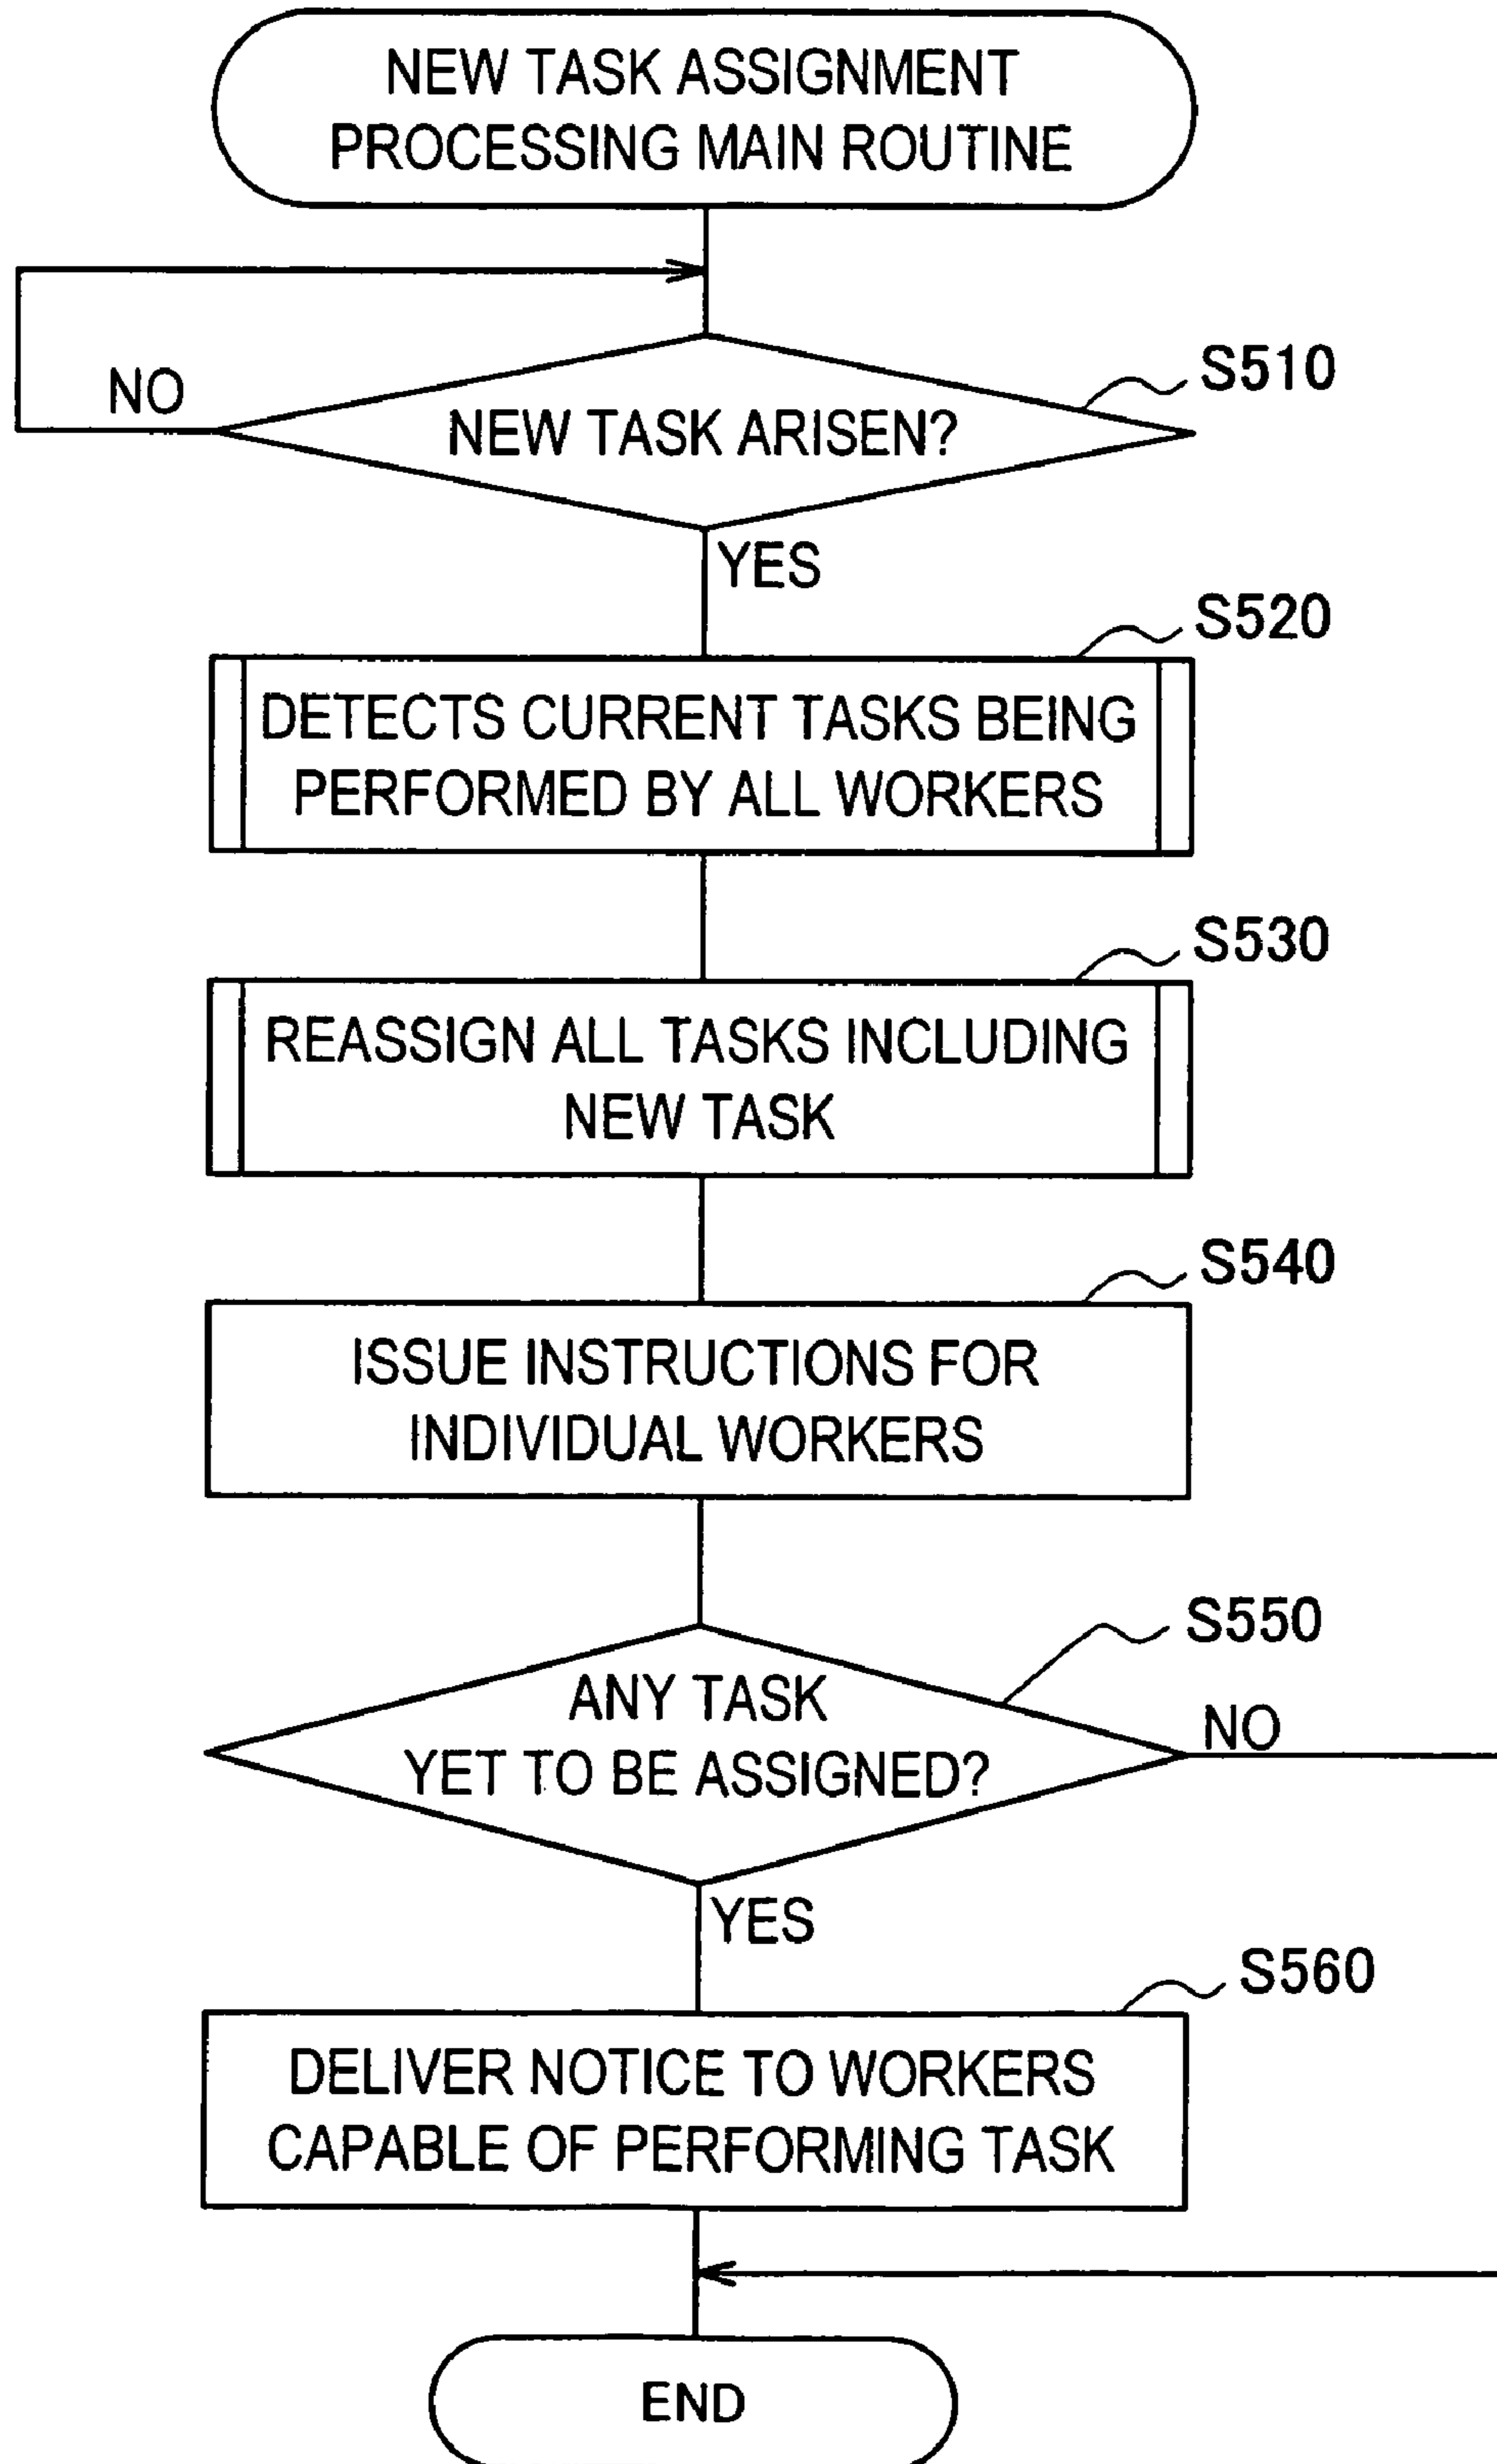 NEW TASK ASSIGNMENT
PROCESSING MAIN ROUTINE
S510
NO
NEW TASK ARISEN?
YES
S520
DETECTS CURRENT TASKS BEING
PERFORMED BY ALL WORKERS
S530
REASSIGN ALL TASKS INCLUDING
NEW TASK
S540
ISSUE INSTRUCTIONS FOR
INDIVIDUAL WORKERS
S550
ANY TASK
NO
YET TO BE ASSIGNED?
YES
S560
DELIVER NOTICE TO WORKERS
CAPABLE OF PERFORMING TASK
END